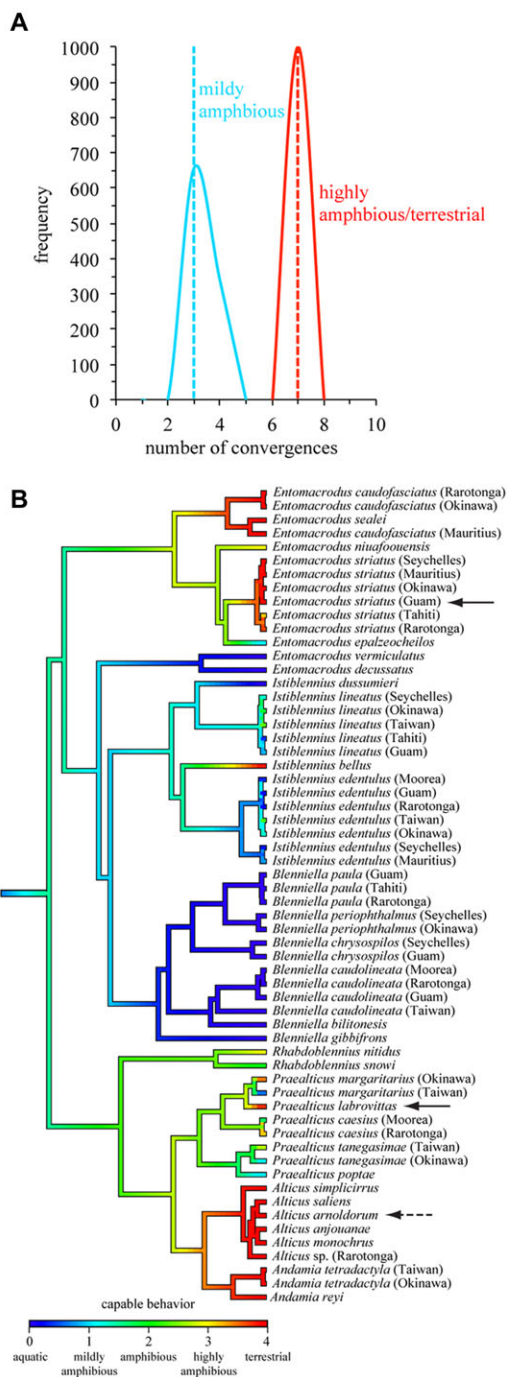 A
1000
900
800
700
600
500
400
300
200
100
0
frequency
mildy
amphbious
highly
amphbious/terrestrial
0 2 4 6 8 10
number of convergences
B
Entomacrodus caudofasciatus (Rarotonga)
Entomacrodus caudofasciatus (Okinawa)
Entomacrodus sealei
Entomacrodus caudofasciatus (Mauritius)
Entomacrodus niuafoouensis
Entomacrodus striatus (Seychelles)
Entomacrodus striatus (Mauritius)
Entomacrodus striatus (Okinawa)
Entomacrodus striatus (Guam)
Entomacrodus striatus (Tahiti)
Entomacrodus striatus (Rarotonga)
Entomacrodus epalzeocheilos
Entomacrodus vermiculatus
Entomacrodus decussatus
Istiblennius dussumieri
Istiblennius lineatus (Seychelles)
Istiblennius lineatus (Okinawa)
Istiblennius lineatus (Taiwan)
Istiblennius lineatus (Tahiti)
Istiblennius lineatus (Guam)
Istiblennius bellus
Istiblennius edentulus (Moorea)
Istiblennius edentulus (Guam)
Istiblennius edentulus (Rarotonga)
Istiblennius edentulus (Taiwan)
Istiblennius edentulus (Okinawa)
Istiblennius edentulus (Seychelles)
Istiblennius edentulus (Mauritius)
Blenniella paula (Guam)
Blenniella paula (Tahiti)
Blenniella paula (Rarotonga)
Blenniella periophthalmus (Seychelles)
Blenniella periophthalmus (Okinawa)
Blenniella chrysospilos (Seychelles)
Blenniella chrysospilos (Guam)
Blenniella caudolineata (Moorea)
Blenniella caudolineata (Rarotonga)
Blenniella caudolineata (Guam)
Blenniella caudolineata (Taiwan)
Blenniella bilitonesis
Blenniella gibbifrons
Rhabdoblennius nitidus
Rhabdoblennius snowi
Praealticus margaritarius (Okinawa)
Praealticus margaritarius (Taiwan)
Praealticus labrovittas
Praealticus caesius (Moorea)
Praealticus caesius (Rarotonga)
Praealticus tanegasimae (Taiwan)
Praealticus tanegasimae (Okinawa)
Praealticus poptae
Alticus simplicirrus
Alticus saliens
Alticus arnoldorum
Alticus anjouanae
Alticus monochrus
Alticus sp. (Rarotonga)
Andamia tetradactyla (Taiwan)
Andamia tetradactyla (Okinawa)
Andamia reyi
capable behavior
0 1 2 3 4
aquatic mildly amphibious highly terrestrial
amphibious amphibious